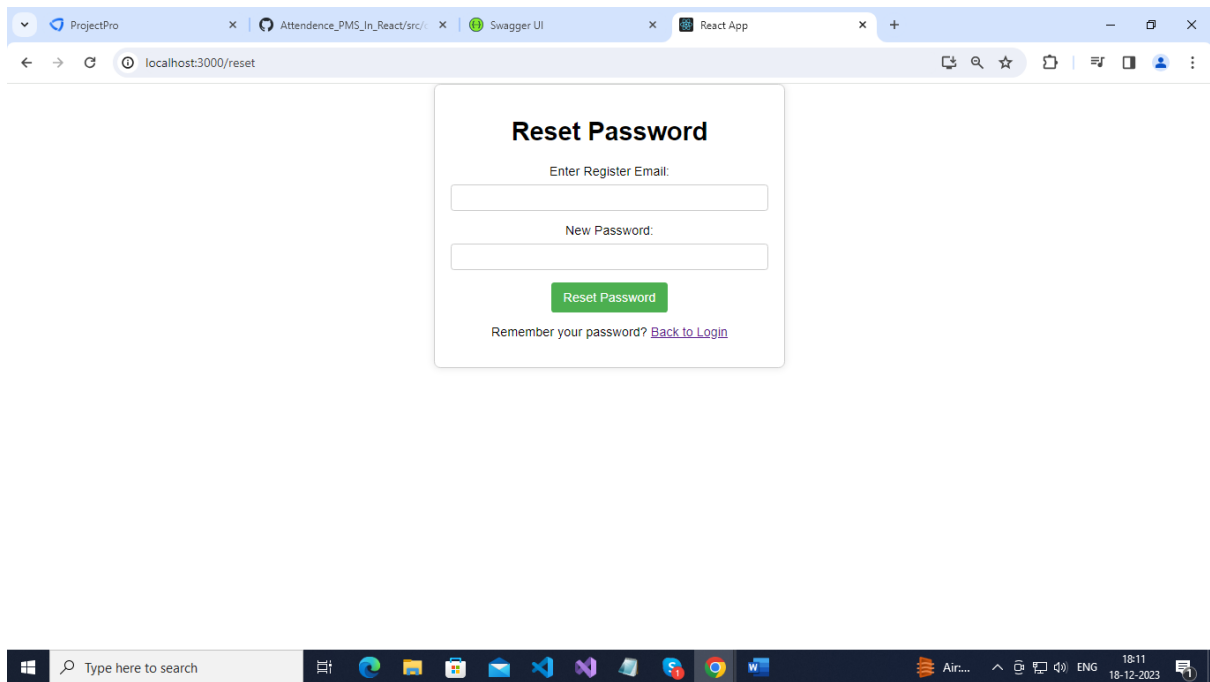 ProjectPro
Attendence_PMS_In_React/src/
Swagger UI
React App
localhost:3000/reset
Reset Password
Enter Register Email:
New Password:
Reset Password
Remember your password? Back to Login
Type here to search
Air:...
ENG
18:11
18-12-2023
1